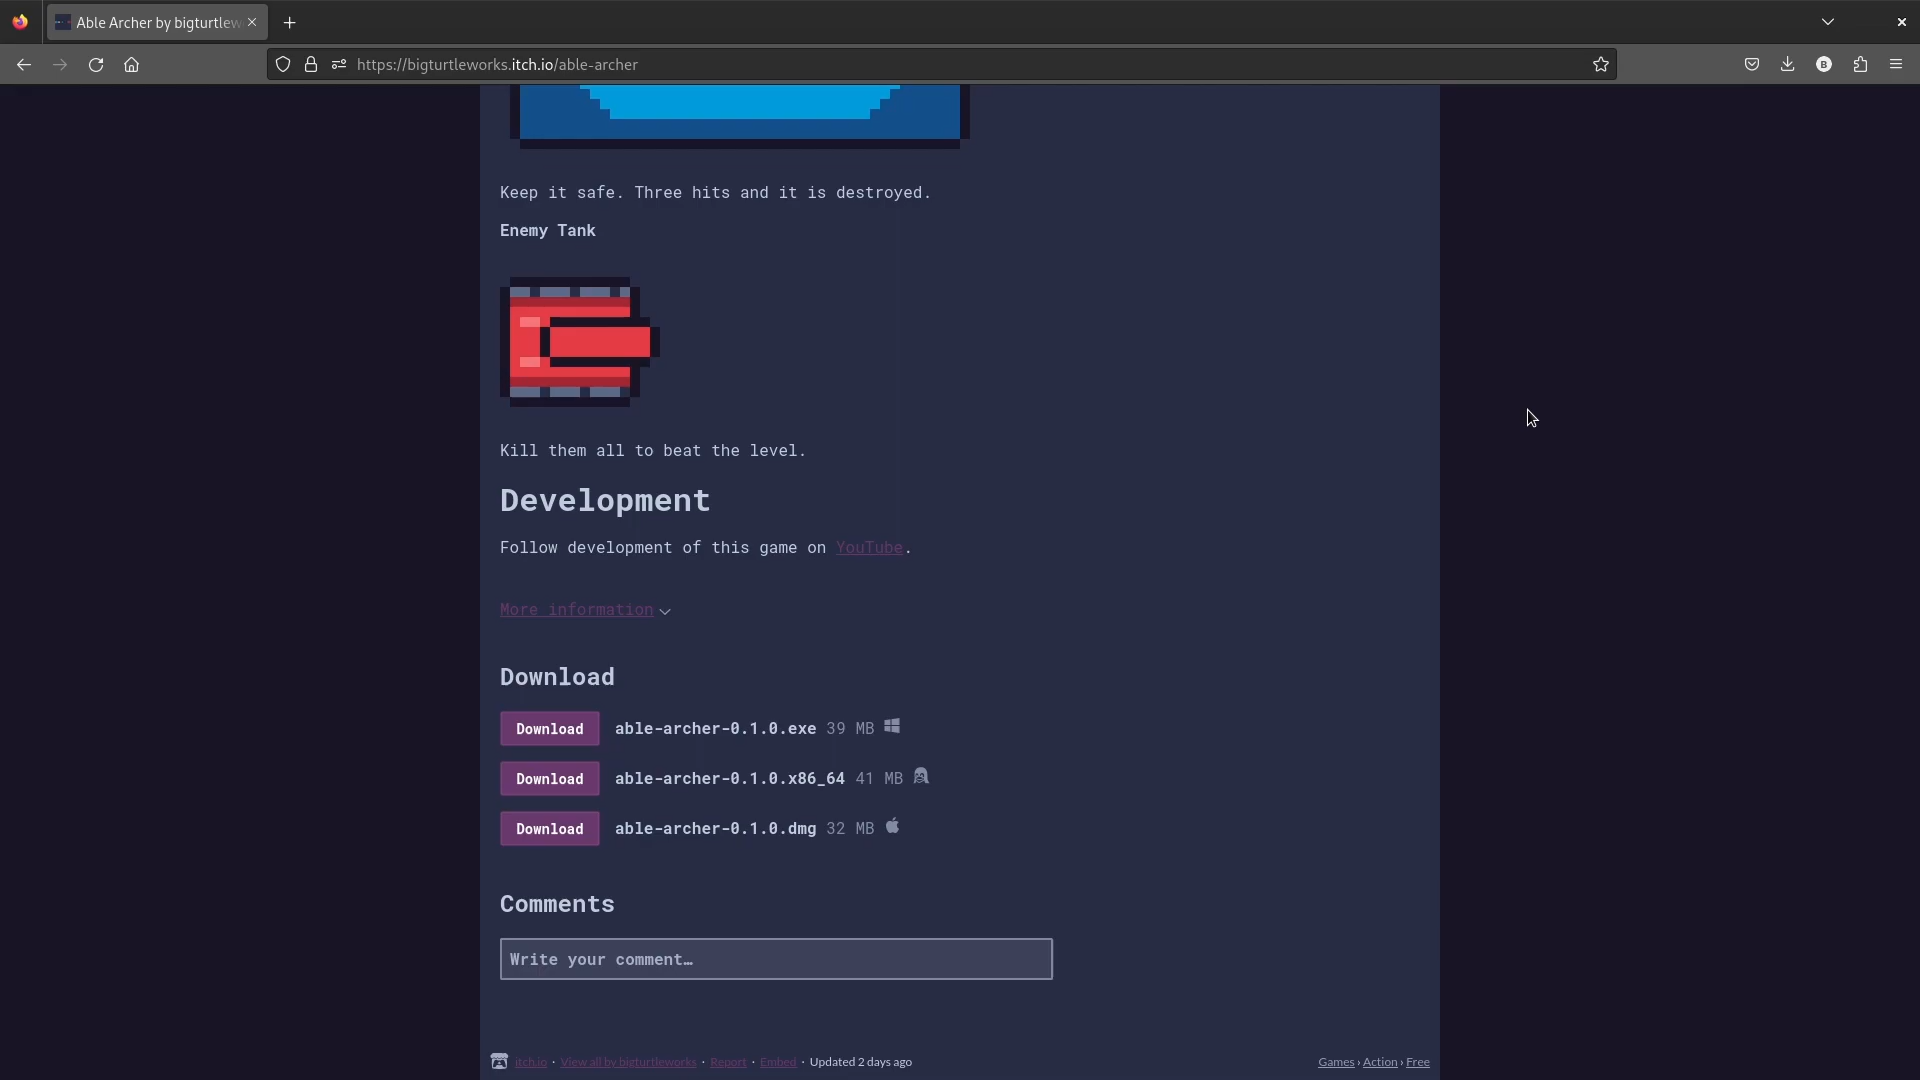 Able Archer by bigturtlew
https://bigturtleworks.itch.io/able-archer
B
Keep it safe. Three hits and it is destroyed.
Enemy Tank
Kill them all to beat the level.
Development
Follow development of this game on YouTube.
More information
Download
Download able-archer-0.1.0.exe 39 MB
Download able-archer-0.1.0.x86_64 41 MB
Download able-archer-0.1.0.dmg 32 MB
Comments
Write your comment…
itch.io · View all by bigturtleworks · Report · Embed · Updated 2 days ago
Games › Action › Free